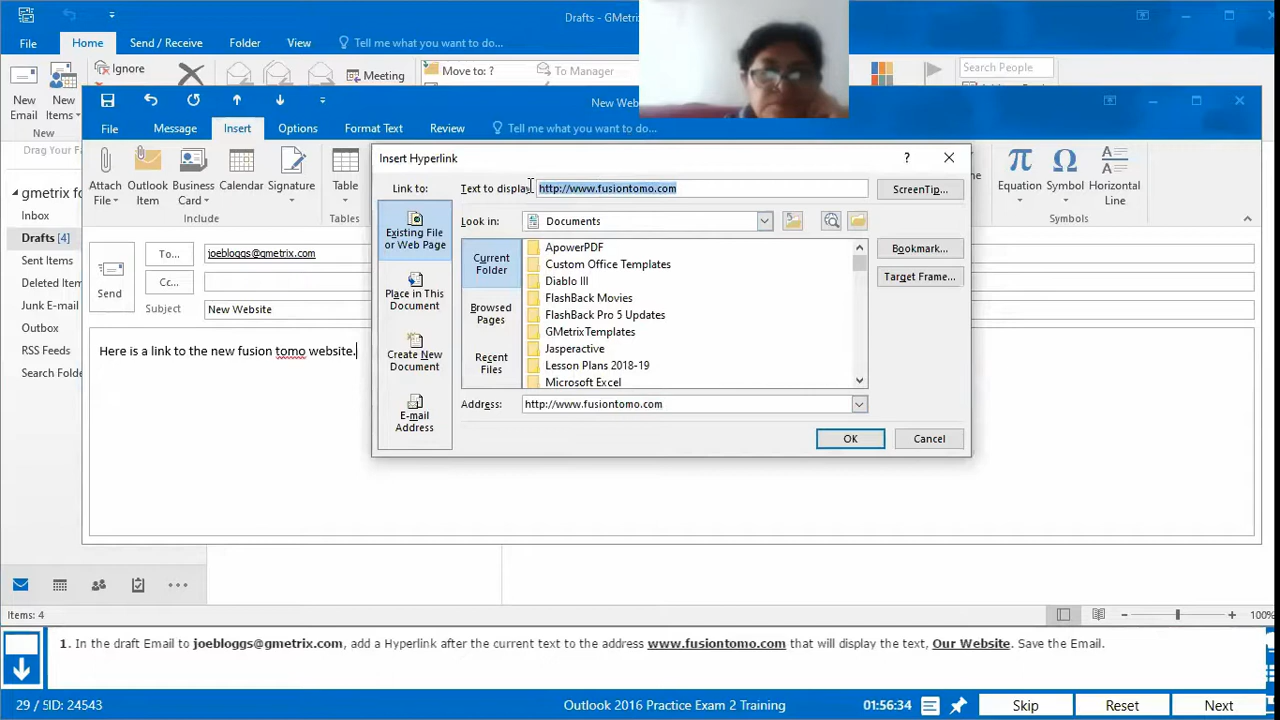 Drafts - GMetrix
File Home Send / Receive Folder View Tell me what you want to do...
Ignore
Meeting
Move to: ?
To Manager
Search People
New Email
New Items
New
New Web
File Message Insert Options Format Text Review Tell me what you want to do...
Attach File
Outlook Item
Business Card
Calendar
Signature
Table
Equation
Symbol
Horizontal Line
Include
Tables
Symbols
Drag Your Fa
gmetrix fo
Inbox
Drafts [4]
Sent Items
Deleted Item
Junk E-mail
Outbox
RSS Feeds
Search Folde
Send
To... joebloggs@gmetrix.com
Cc...
Subject New Website
Here is a link to the new fusion tomo website.
Insert Hyperlink
?
Link to:
Text to display: http://www.fusiontomo.com
ScreenTip...
Existing File or Web Page
Place in This Document
Create New Document
E-mail Address
Look in: Documents
Current Folder
Browsed Pages
Recent Files
ApowerPDF
Custom Office Templates
Diablo III
FlashBack Movies
FlashBack Pro 5 Updates
GMetrixTemplates
Jasperactive
Lesson Plans 2018-19
Microsoft Excel
Bookmark...
Target Frame...
Address: http://www.fusiontomo.com
OK
Cancel
Items: 4
100%
1. In the draft Email to joebloggs@gmetrix.com, add a Hyperlink after the current text to the address www.fusiontomo.com that will display the text, Our Website. Save the Email.
29 / 5ID: 24543
Outlook 2016 Practice Exam 2 Training
01:56:34
Skip
Reset
Next